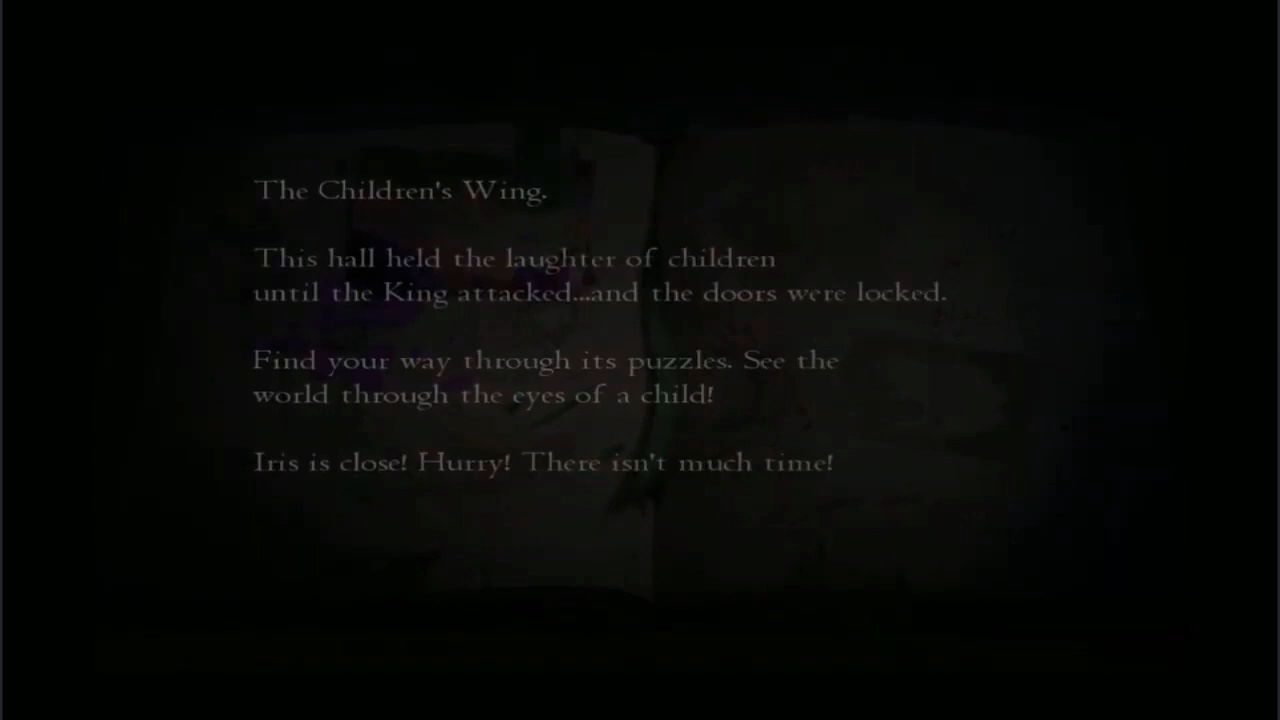 The Children's Wing.
This hall held the laughter of children
until the King attacked...and the doors were locked.
Find your way through its puzzles. See the
world through the eyes of a child!
Iris is close! Hurry! There isn't much time!